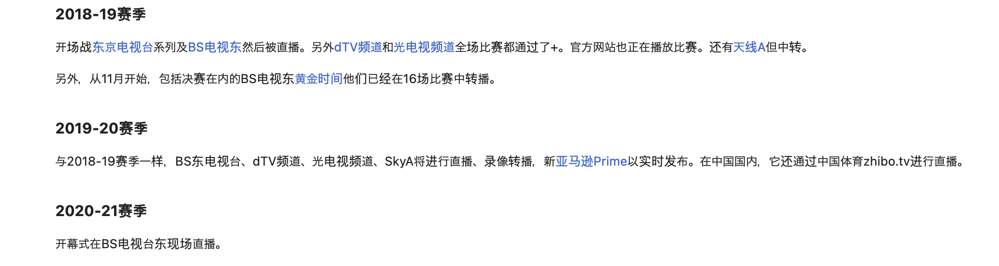 2018-19赛季
开场战东京电视台系列及BS电视东然后被直播。另外dTV频道和光电视频道全场比赛都通过了+。官方网站也正在播放比赛。还有天线A但中转。
另外，从11月开始，包括决赛在内的BS电视东黄金时间他们已经在16场比赛中转播。
2019-20赛季
与2018-19赛季一样，BS东电视台、dTV频道、光电视频道、SkyA将进行直播、录像转播，新亚马逊Prime以实时发布。在中国国内，它还通过中国体育zhibo.tv进行直播。
2020-21赛季
开幕式在BS电视台东现场直播。